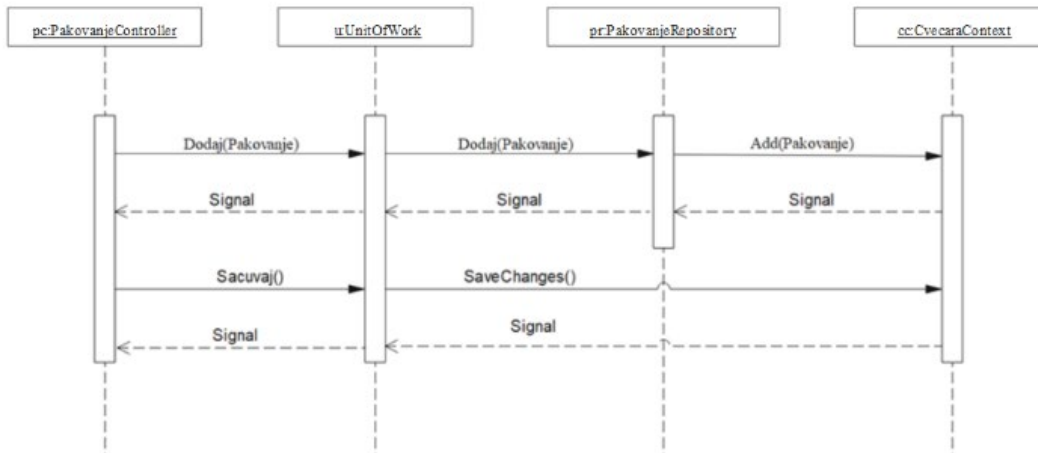 pc:PakovanjeController
u:UnitOfWork
pr:PakovanjeRepository
cc:CvecaraContext
Dodaj(Pakovanje)
Dodaj(Pakovanje)
Add(Pakovanje)
Signal
Signal
Signal
Sacuvaj()
SaveChanges()
Signal
Signal